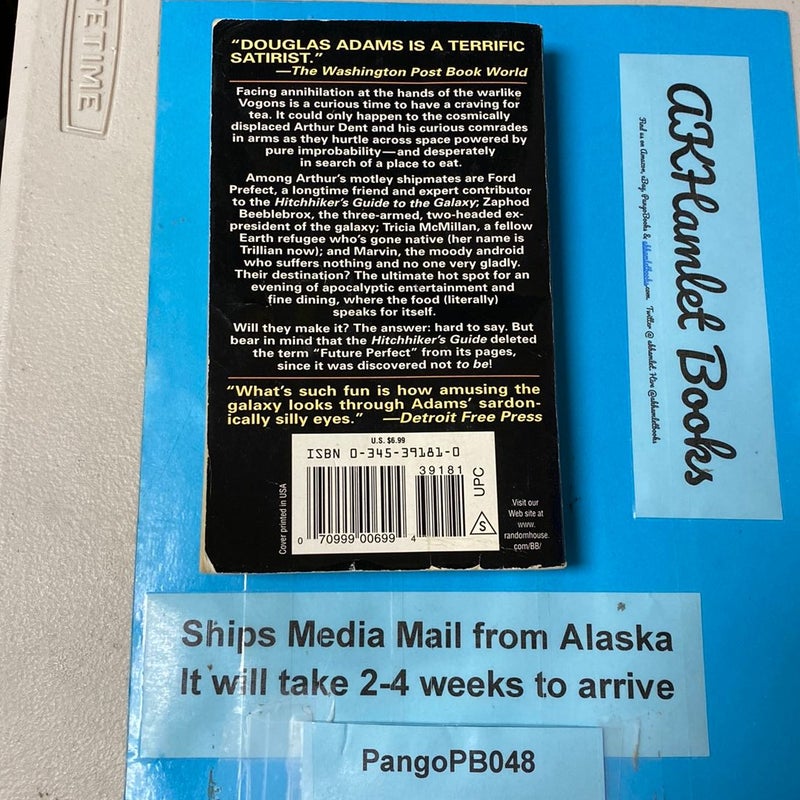 ETIME
"DOUGLAS ADAMS IS A TERRIFIC
SATIRIST."
—The Washington Post Book World
Facing annihilation at the hands of the warlike
Vogons is a curious time to have a craving for
tea. It could only happen to the cosmically
displaced Arthur Dent and his curious comrades
in arms as they hurtle across space powered by
pure improbability—and desperately
in search of a place to eat.
Among Arthur's motley shipmates are Ford
Prefect, a longtime friend and expert contributor
to the Hitchhiker's Guide to the Galaxy; Zaphod
Beeblebrox, the three-armed, two-headed ex-
president of the galaxy; Tricia McMillan, a fellow
Earth refugee who's gone native (her name is
Trillian now); and Marvin, the moody android
who suffers nothing and no one very gladly.
Their destination? The ultimate hot spot for an
evening of apocalyptic entertainment and
fine dining, where the food (literally)
speaks for itself.
Will they make it? The answer: hard to say. But
bear in mind that the Hitchhiker's Guide deleted
the term "Future Perfect" from its pages,
since it was discovered not to be!
"What's such fun is how amusing the
galaxy looks through Adams' sardon-
ically silly eyes." —Detroit Free Press
U.S. $6.99
ISBN 0-345-39181-0
39181
0 70999 00699 4
UPC
S
Cover printed in USA
Visit our
Web site at
www.
randomhouse.
com/BB/
AKHamlet Books
Find us on Amazon, eBay, PangoBooks & akhamletbooks.com Twitter @ akhamlet, Hive @akhamletbooks
Ships Media Mail from Alaska
It will take 2-4 weeks to arrive
PangoPB048